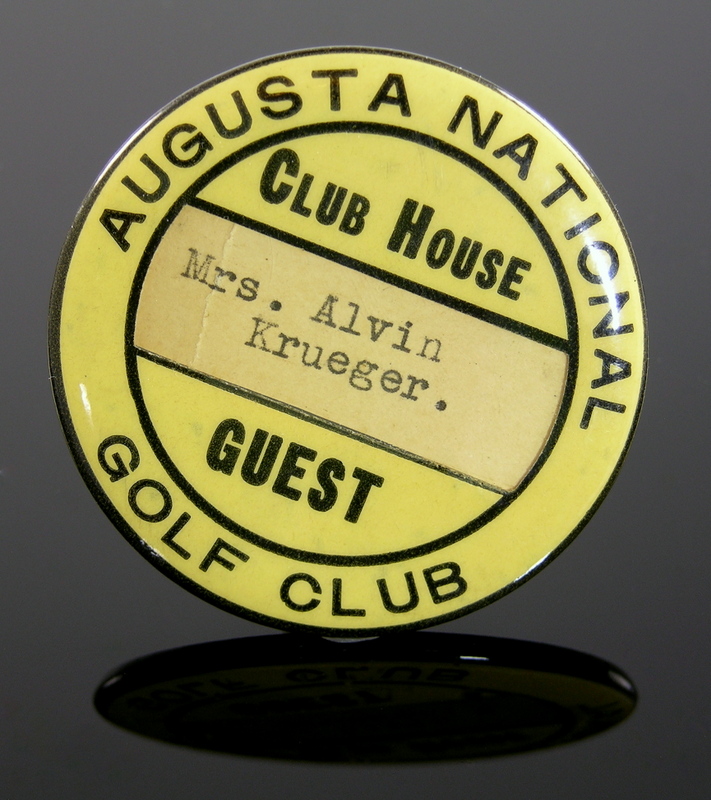 AUGUSTA NATIONAL
CLUB HOUSE
Mrs. Alvin
Krueger.
GUEST
GOLF CLUB